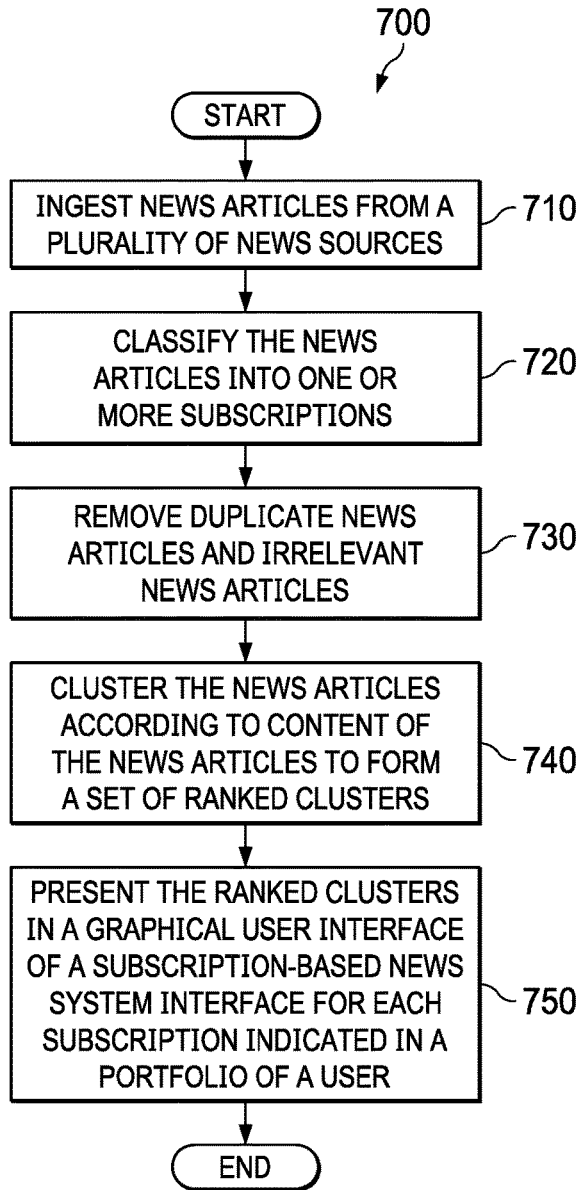 700
START
INGEST NEWS ARTICLES FROM A
PLURALITY OF NEWS SOURCES
710
CLASSIFY THE NEWS
ARTICLES INTO ONE OR
MORE SUBSCRIPTIONS
720
REMOVE DUPLICATE NEWS
ARTICLES AND IRRELEVANT
NEWS ARTICLES
730
CLUSTER THE NEWS ARTICLES
ACCORDING TO CONTENT OF
THE NEWS ARTICLES TO FORM
A SET OF RANKED CLUSTERS
740
PRESENT THE RANKED CLUSTERS
IN A GRAPHICAL USER INTERFACE
OF A SUBSCRIPTION-BASED NEWS
SYSTEM INTERFACE FOR EACH
SUBSCRIPTION INDICATED IN A
PORTFOLIO OF A USER
750
END